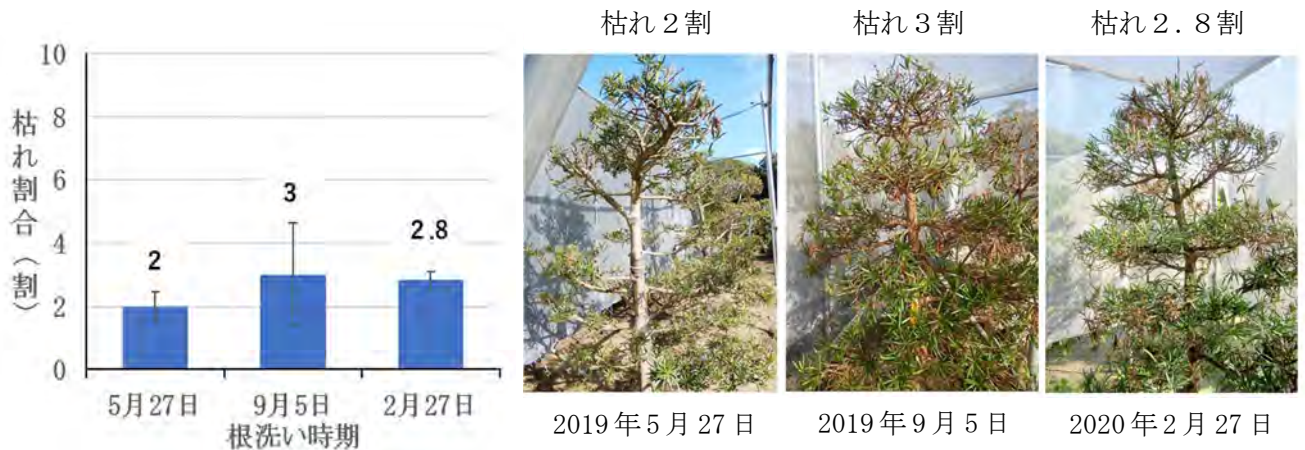 枯れ２割
枯れ３割
枯れ２．８割
枯れ割合（割）
10
8
6
4
2
0
2
3
2.8
5月27日
9月5日
2月27日
根洗い時期
2019年5月27日
2019年9月5日
2020年2月27日